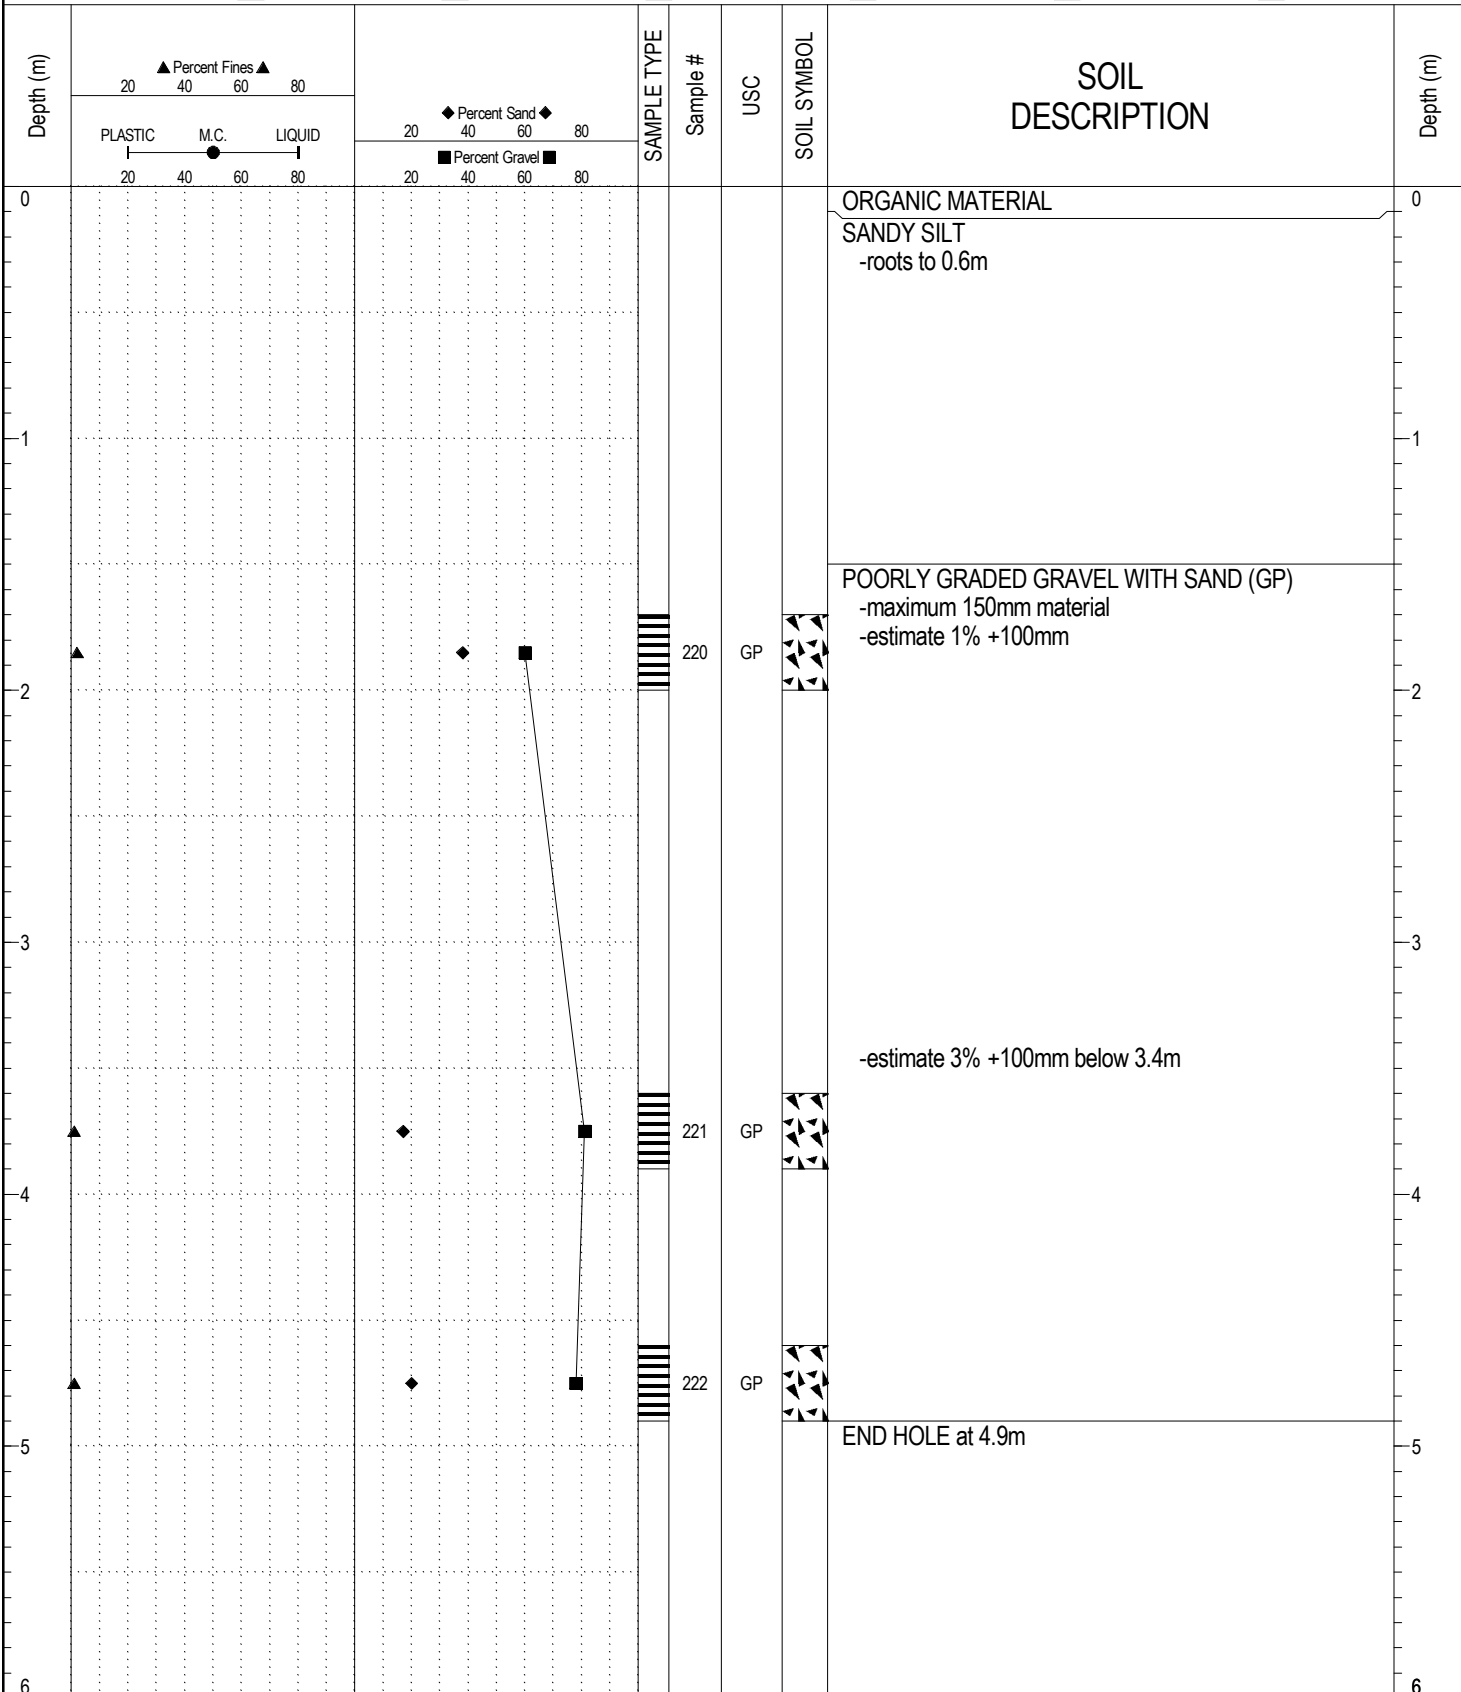 Depth (m)
▲ Percent Fines ▲
20 40 60 80
PLASTIC M.C. LIQUID
20 40 60 80
◆ Percent Sand ◆
20 40 60 80
■ Percent Gravel ■
20 40 60 80
SAMPLE TYPE
Sample #
USC
SOIL SYMBOL
SOIL
DESCRIPTION
Depth (m)
0 ORGANIC MATERIAL 0
SANDY SILT
-roots to 0.6m
1 1
POORLY GRADED GRAVEL WITH SAND (GP)
-maximum 150mm material
-estimate 1% +100mm
220 GP
2 2
3 3
-estimate 3% +100mm below 3.4m
221 GP
4 4
222 GP
END HOLE at 4.9m
5 5
6 6